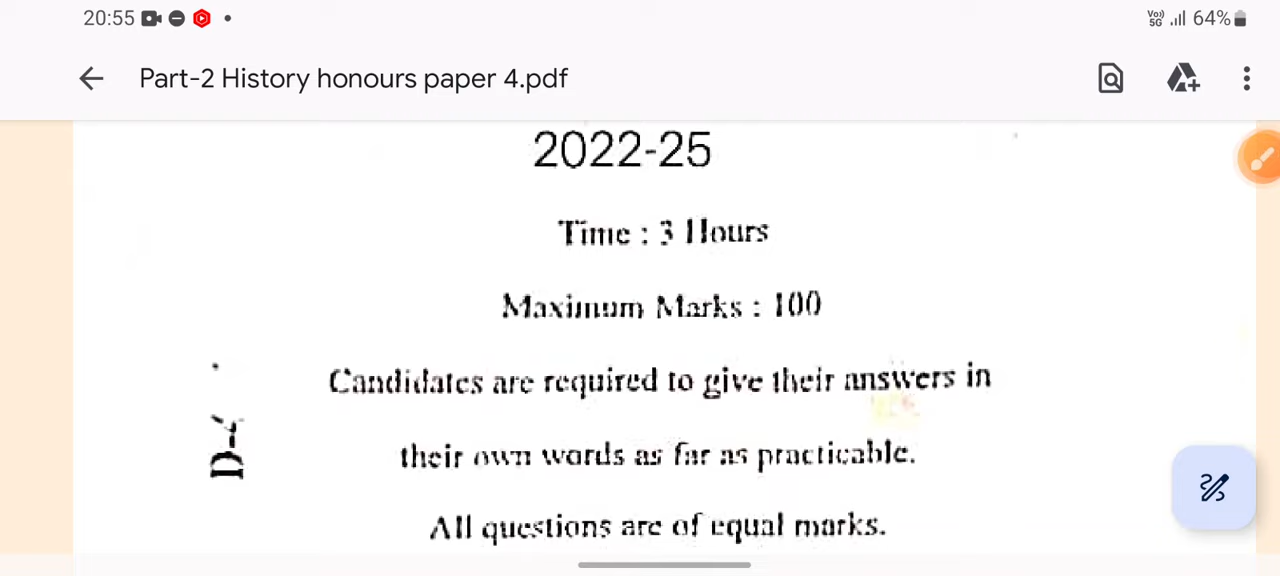 20:55 Vo) 5G 64%
Part-2 History honours paper 4.pdf
2022-25
Time : 3 Hours
Maximum Marks : 100
Candidates are required to give their answers in
their own words as far as practicable.
All questions are of equal marks.